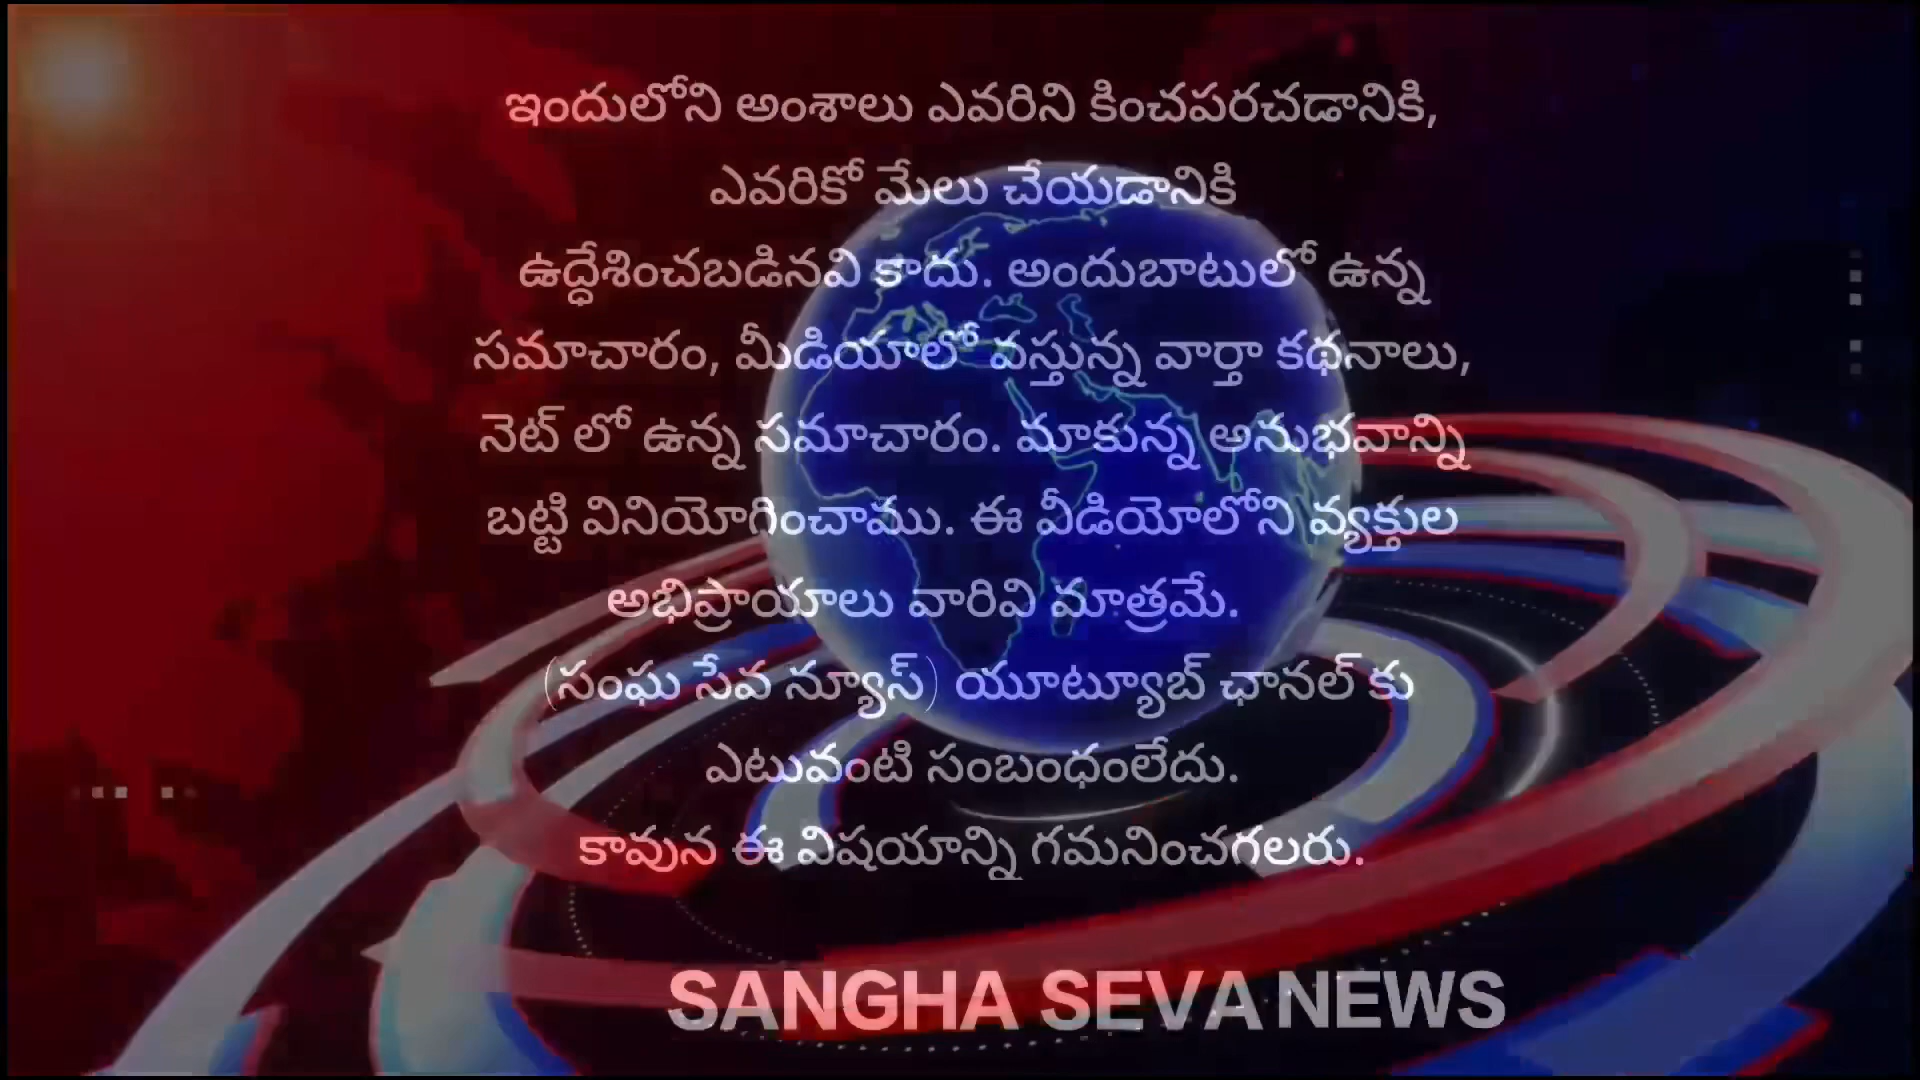 ఇందులోని అంశాలు ఎవరిని కించపరచడానికి,
ఎవరికో మేలు చేయడానికి
ఉద్ధేశించబడినవి కాదు. అందుబాటులో ఉన్న
సమాచారం, మీడియాలో వస్తున్న వార్తా కథనాలు,
నెట్ లో ఉన్న సమాచారం. మాకున్న అనుభవాన్ని
బట్టి వినియోగించాము. ఈ వీడియోలోని వ్యక్తుల
అభిప్రాయాలు వారివి మాత్రమే.
(సంఘ సేవ న్యూస్) యూట్యూబ్ ఛానల్ కు
ఎటువంటి సంబంధంలేదు.
కావున ఈ విషయాన్ని గమనించగలరు.
SANGHA SEVA NEWS